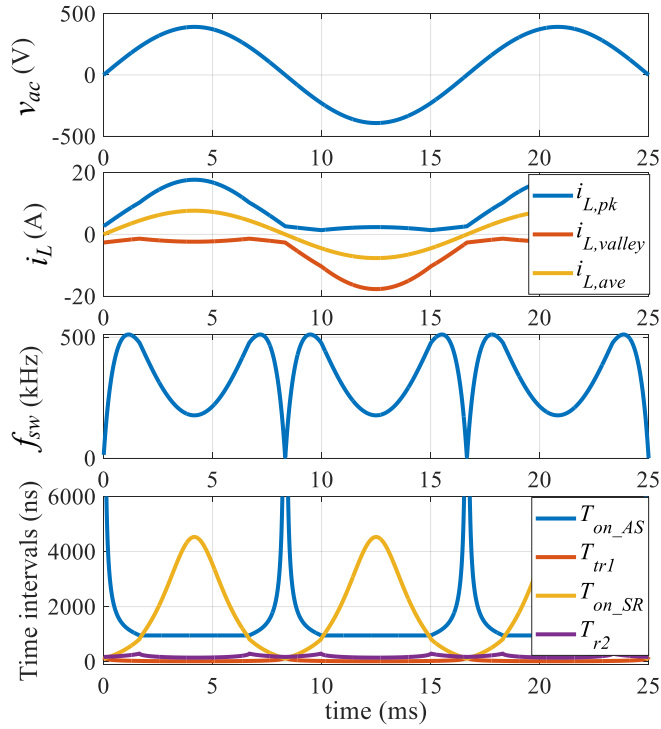 500
0
-500
v_ac (V)
0 5 10 15 20 25
20
0
-20
i_L (A)
i_L,pk
i_L,valley
i_L,ave
0 5 10 15 20 25
500
0
f_sw (kHz)
0 5 10 15 20 25
6000
4000
2000
0
Time intervals (ns)
T_on_AS
T_tr1
T_on_SR
T_r2
0 5 10 15 20 25
time (ms)